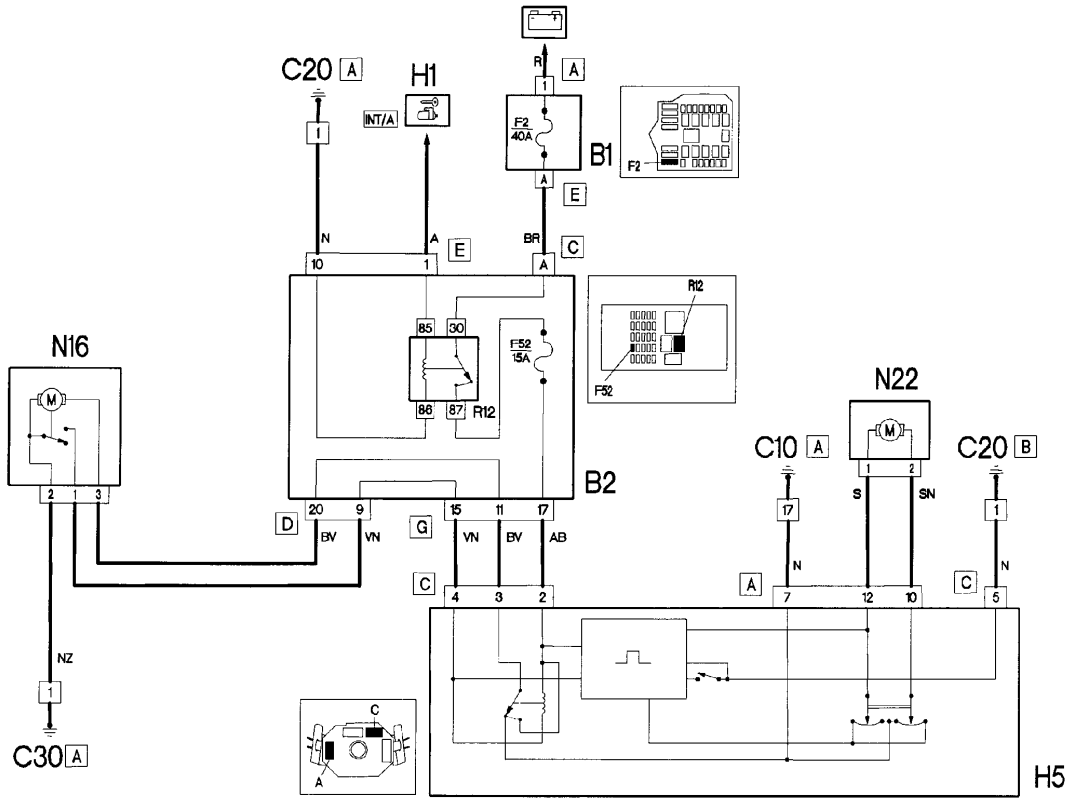 R
A
1
C20 A
H1
INT/A
F2
40A
B1
F2
1
A
E
N
A
E
BR
C
10
1
A
R12
85
30
F52
15A
F52
86
87
R12
N16
M
N22
M
B2
C10 A
C20 B
2
1
3
1
2
D
20
9
G
15
11
17
S
SN
17
1
BV
VN
VN
BV
AB
N
N
C
4
3
2
A
7
12
10
C
5
NZ
1
C30 A
C
A
H5